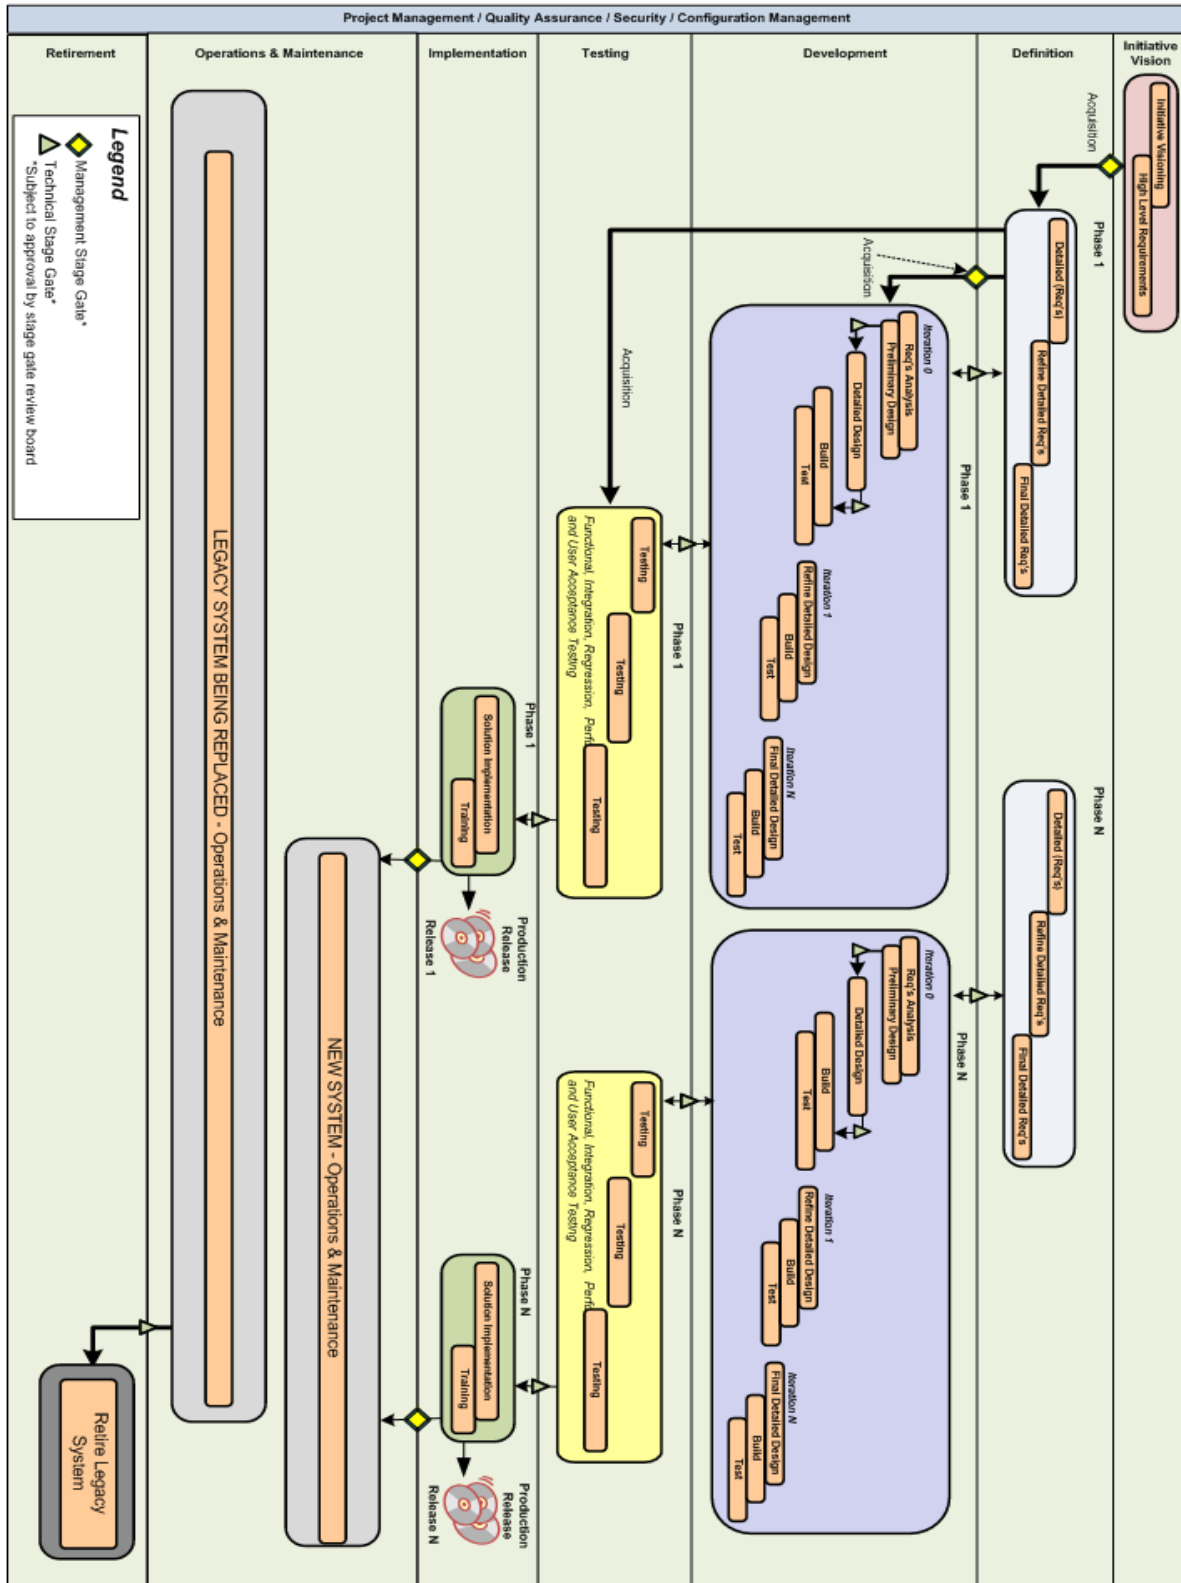 Project Management / Quality Assurance / Security / Configuration Management
Initiative
Vision
Initiative Visioning
High Level Requirements
Acquisition
Definition
Phase 1
Detailed (Req's)
Refine Detailed Req's
Final Detailed Req's
Phase N
Detailed (Req's)
Refine Detailed Req's
Final Detailed Req's
Acquisition
Development
Phase 1
Iteration 0
Req's Analysis
Preliminary Design
Detailed Design
Build
Test
Iteration 1
Refine Detailed Design
Build
Test
Iteration N
Final Detailed Design
Build
Test
Phase N
Iteration 0
Req's Analysis
Preliminary Design
Detailed Design
Build
Test
Iteration 1
Refine Detailed Design
Build
Test
Iteration N
Final Detailed Design
Build
Test
Testing
Acquisition
Phase 1
Testing
Testing
Testing
Functional, Integration, Regression, Perfo
and User Acceptance Testing
Phase N
Testing
Testing
Testing
Functional, Integration, Regression, Perfo
and User Acceptance Testing
Implementation
Phase 1
Solution Implementation
Training
Production
Release
Release 1
Phase N
Solution Implementation
Training
Production
Release
Release N
Operations & Maintenance
NEW SYSTEM - Operations & Maintenance
LEGACY SYSTEM BEING REPLACED - Operations & Maintenance
Retirement
Legend
Management Stage Gate*
Technical Stage Gate*
*Subject to approval by stage gate review board
Retire Legacy
System